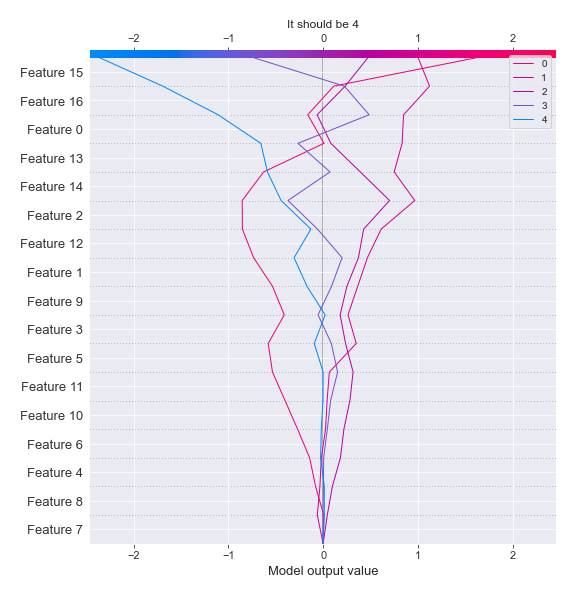 It should be 4
−2 −1 0 1 2
0
1
2
3
4
Feature 15
Feature 16
Feature 0
Feature 13
Feature 14
Feature 2
Feature 12
Feature 1
Feature 9
Feature 3
Feature 5
Feature 11
Feature 10
Feature 6
Feature 4
Feature 8
Feature 7
−2 −1 0 1 2
Model output value